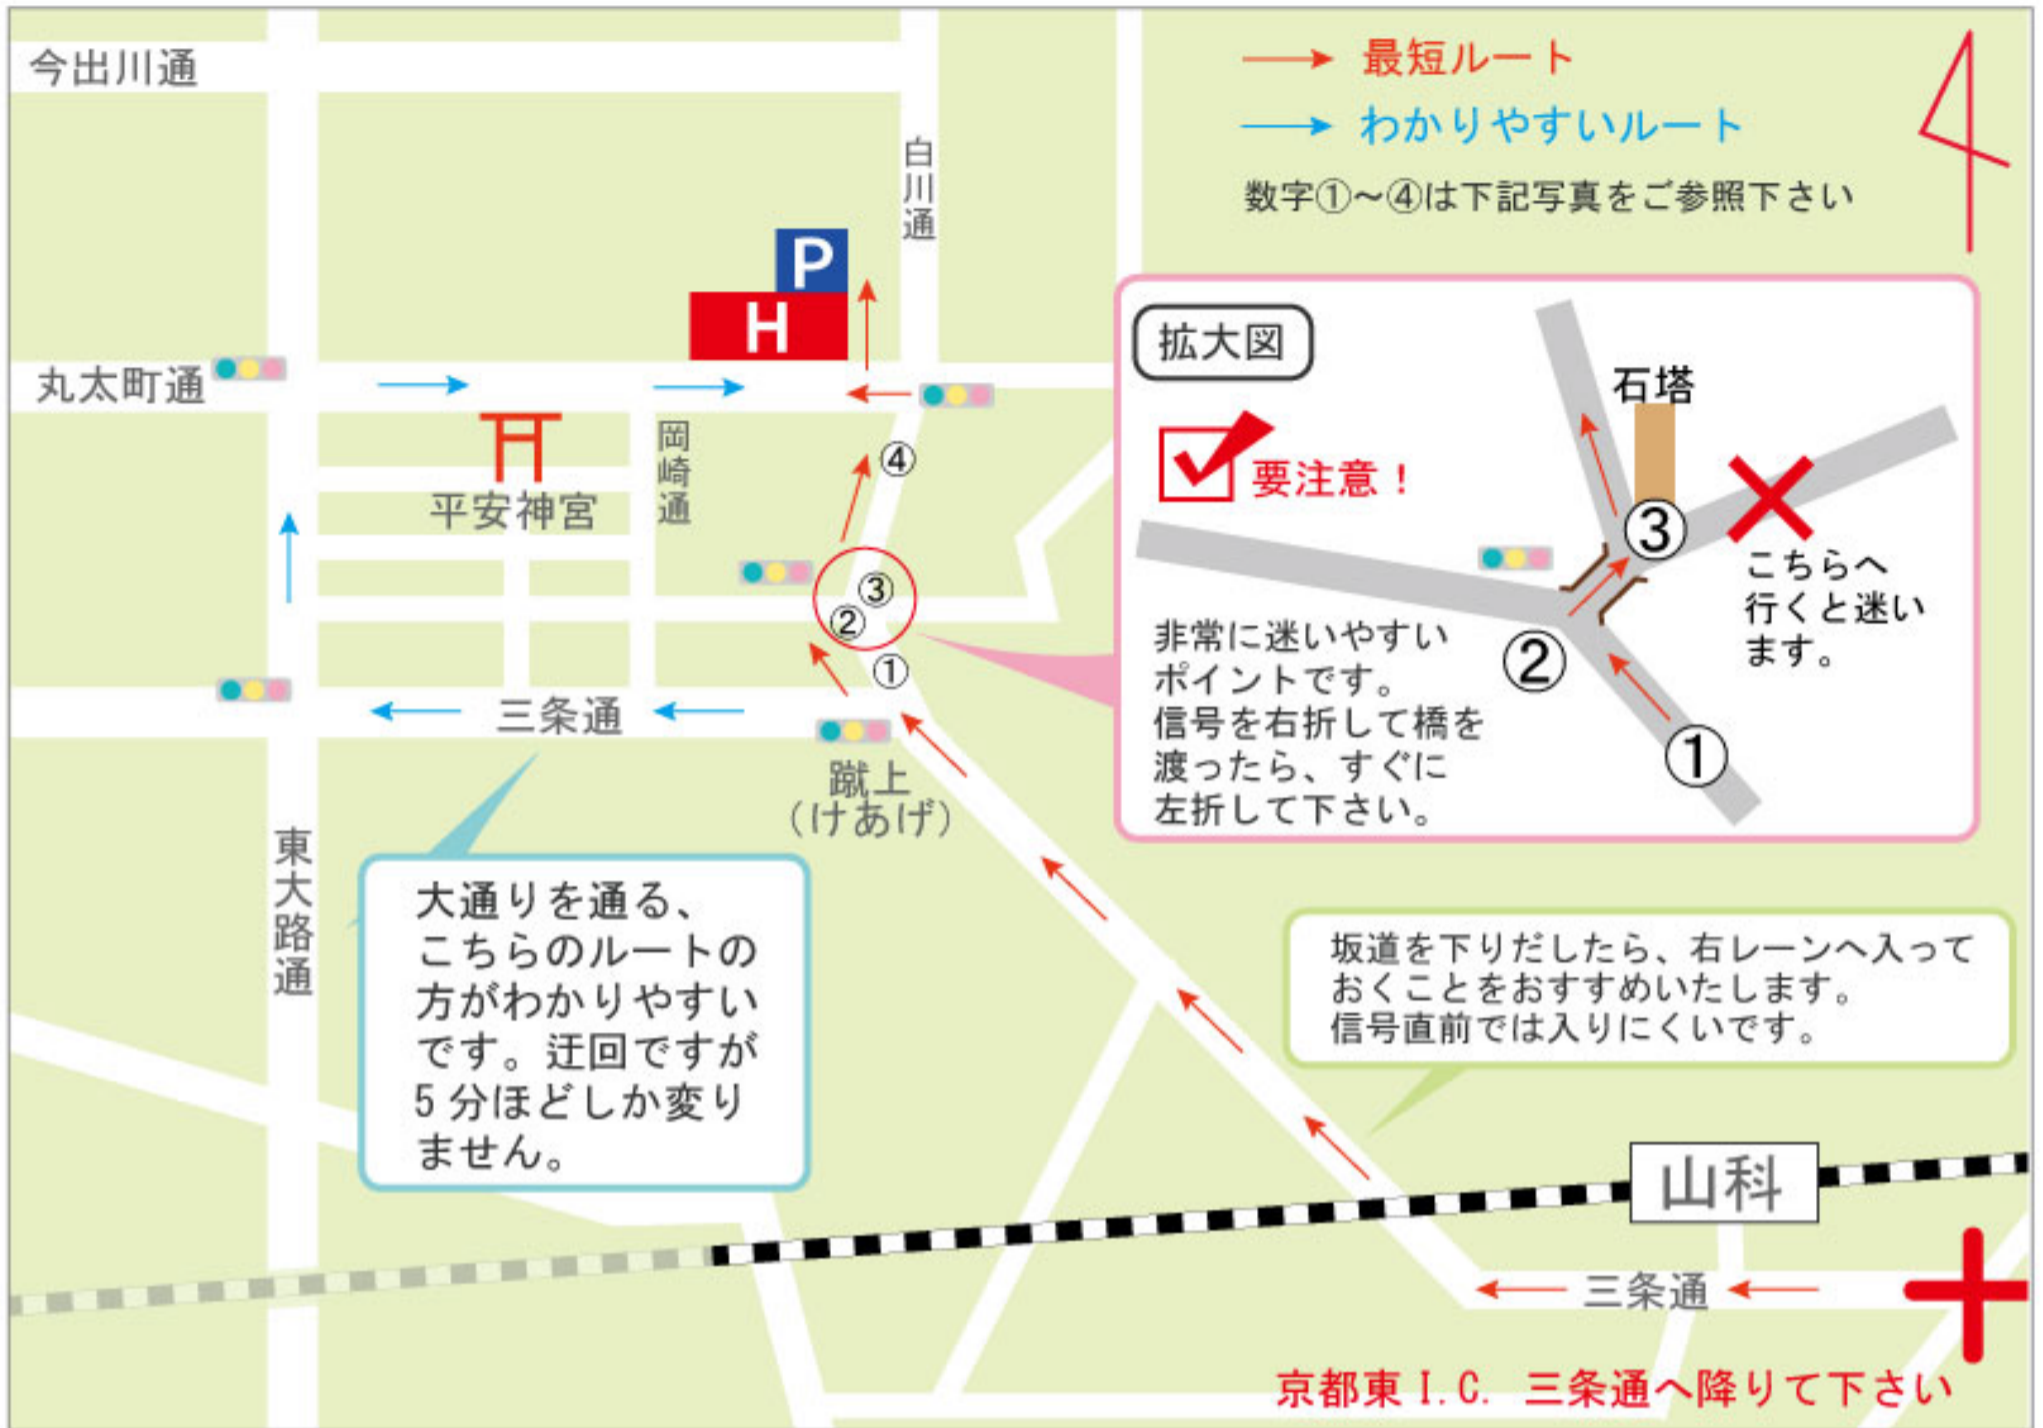 今出川通
白川通
最短ルート
わかりやすいルート
数字①～④は下記写真をご参照下さい
P
H
丸太町通
平安神宮
岡崎通
④
③
②
①
三条通
蹴上
（けあげ）
東大路通
拡大図
要注意！
石塔
③
②
①
こちらへ
行くと迷い
ます。
非常に迷いやすい
ポイントです。
信号を右折して橋を
渡ったら、すぐに
左折して下さい。
大通りを通る、
こちらのルートの
方がわかりやすい
です。迂回ですが
5分ほどしか変り
ません。
坂道を下りだしたら、右レーンへ入って
おくことをおすすめいたします。
信号直前では入りにくいです。
山科
三条通
京都東 I.C. 三条通へ降りて下さい